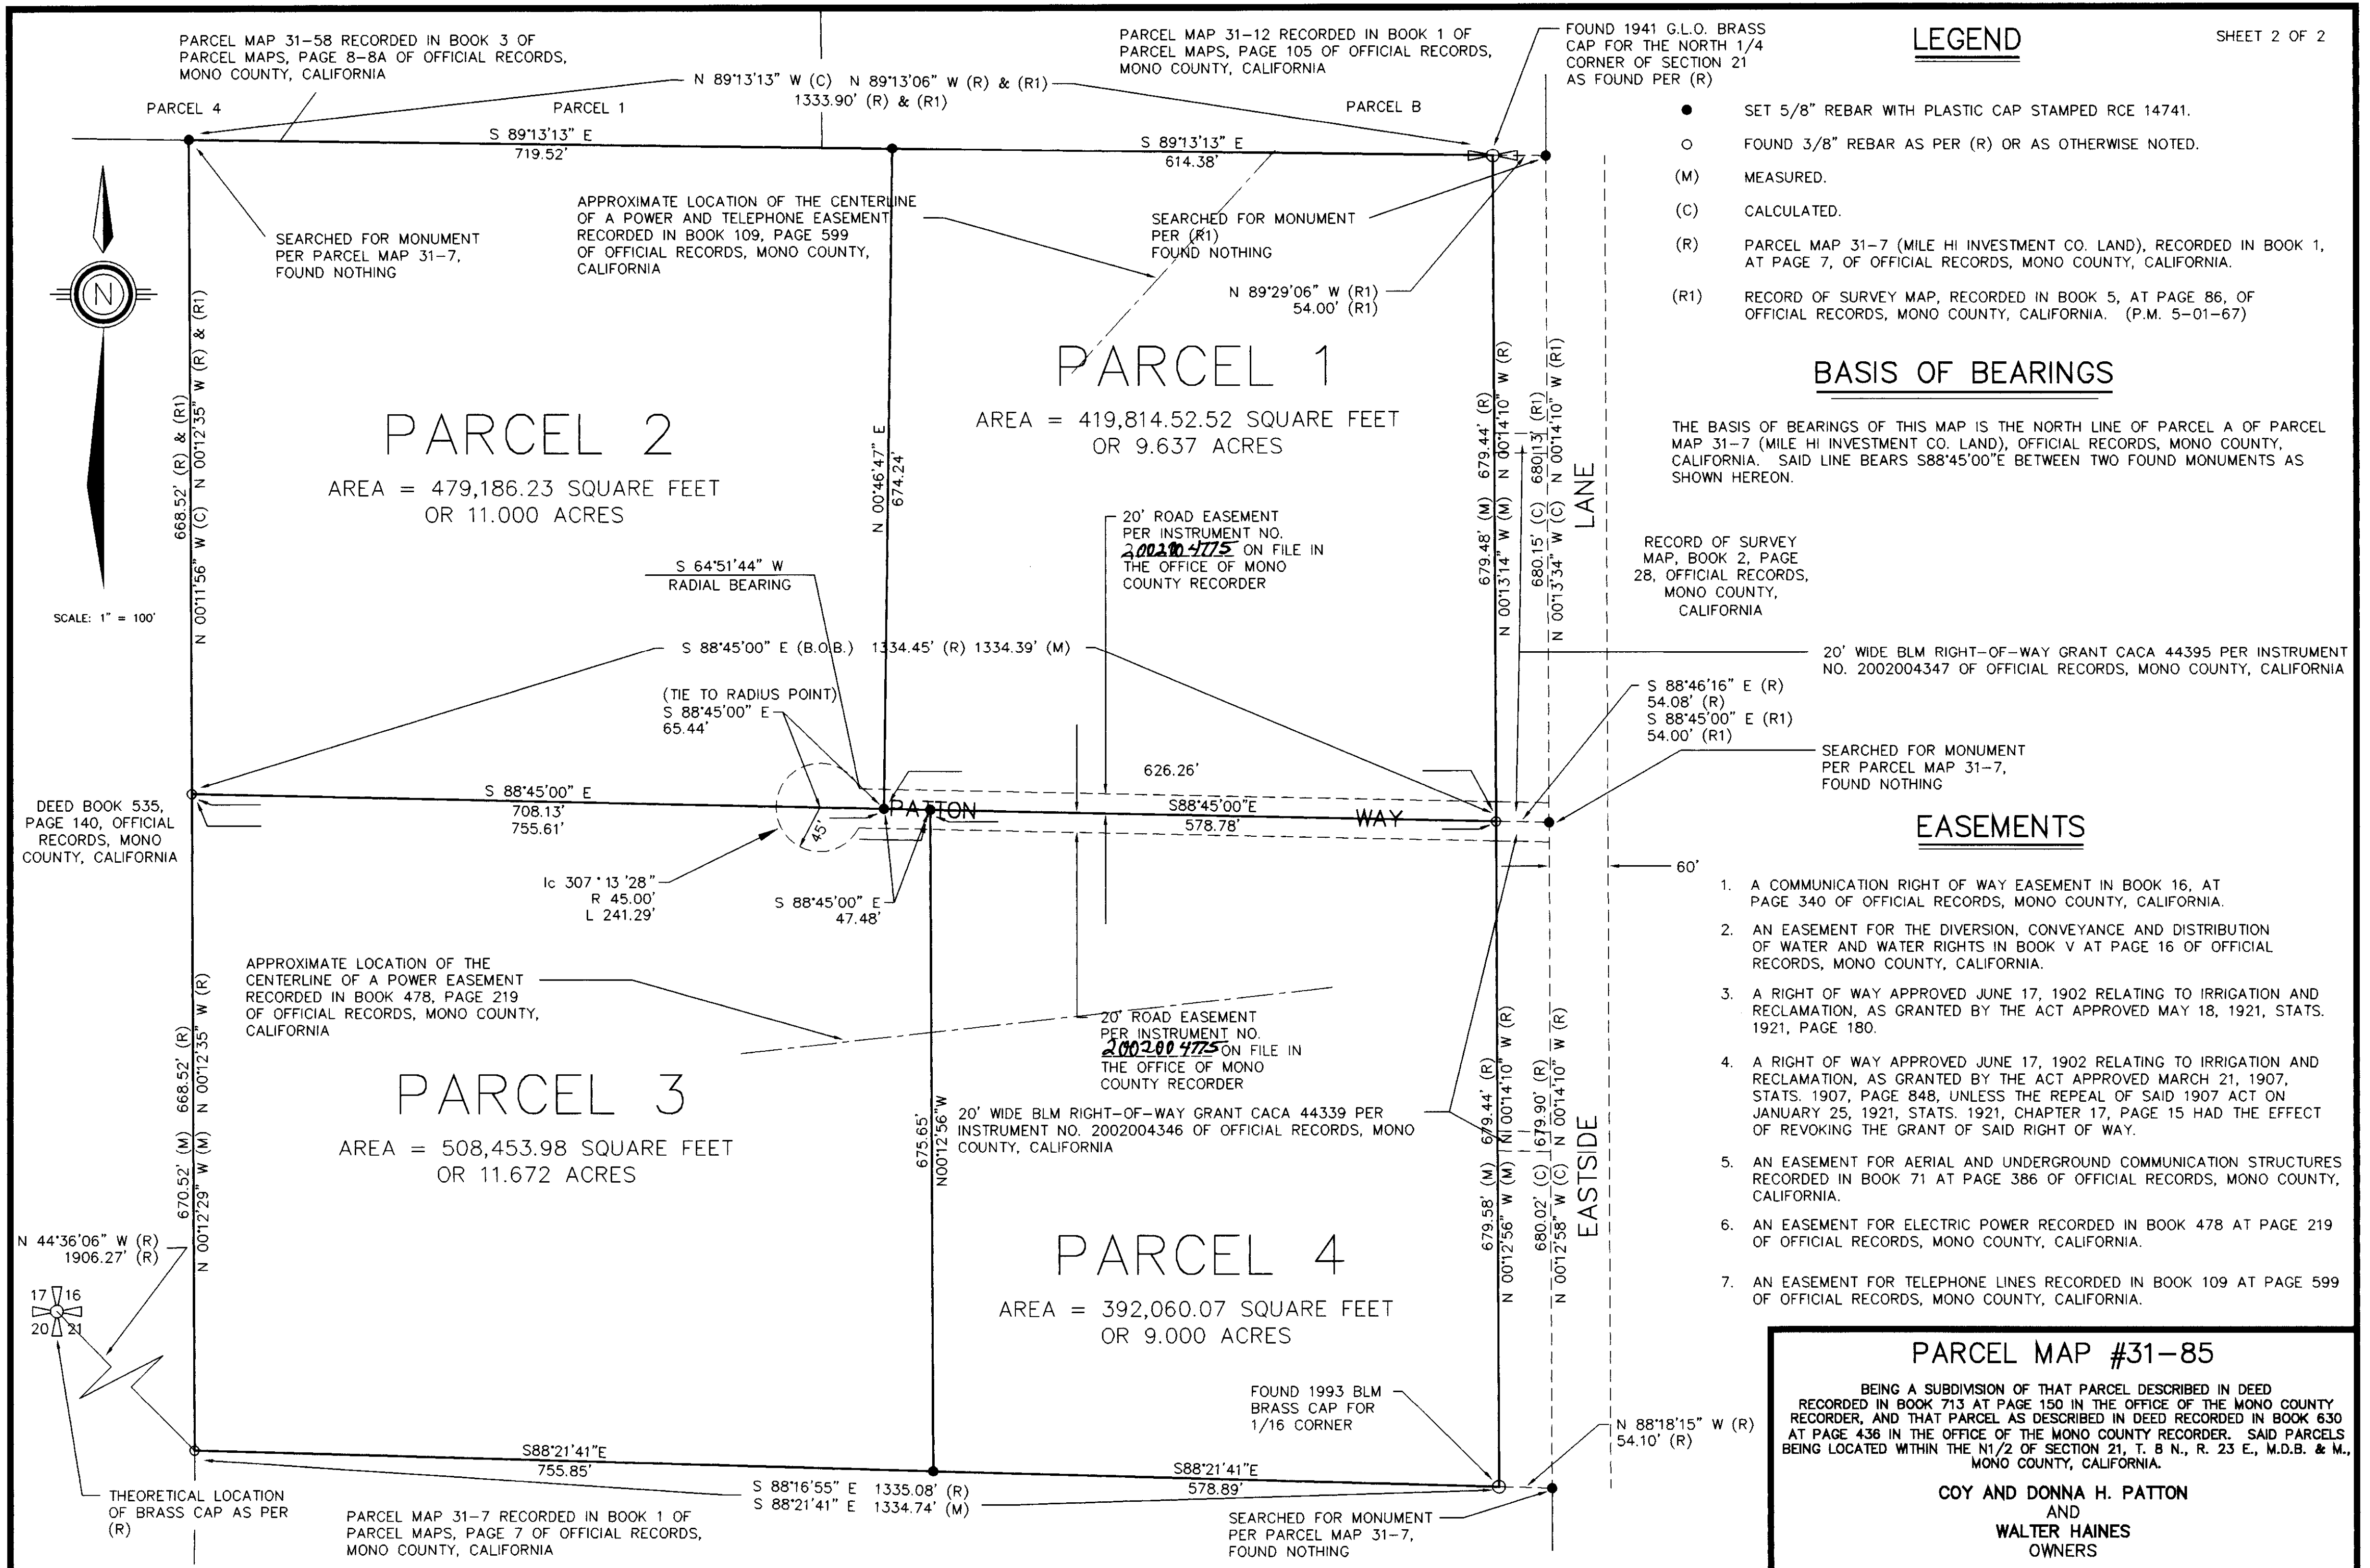 PARCEL MAP 31-58 RECORDED IN BOOK 3 OF
PARCEL MAPS, PAGE 8-8A OF OFFICIAL RECORDS,
MONO COUNTY, CALIFORNIA
PARCEL MAP 31-12 RECORDED IN BOOK 1 OF
PARCEL MAPS, PAGE 105 OF OFFICIAL RECORDS,
MONO COUNTY, CALIFORNIA
FOUND 1941 G.L.O. BRASS
CAP FOR THE NORTH 1/4
CORNER OF SECTION 21
AS FOUND PER (R)
LEGEND
SHEET 2 OF 2
N 89°13'13" W (C) N 89°13'06" W (R) & (R1)
1333.90' (R) & (R1)
PARCEL 4
PARCEL 1
PARCEL B
S 89°13'13" E
719.52'
S 89°13'13" E
614.38'
SET 5/8" REBAR WITH PLASTIC CAP STAMPED RCE 14741.
FOUND 3/8" REBAR AS PER (R) OR AS OTHERWISE NOTED.
(M) MEASURED.
(C) CALCULATED.
(R) PARCEL MAP 31-7 (MILE HI INVESTMENT CO. LAND), RECORDED IN BOOK 1,
AT PAGE 7, OF OFFICIAL RECORDS, MONO COUNTY, CALIFORNIA.
(R1) RECORD OF SURVEY MAP, RECORDED IN BOOK 5, AT PAGE 86, OF
OFFICIAL RECORDS, MONO COUNTY, CALIFORNIA. (P.M. 5-01-67)
SEARCHED FOR MONUMENT
PER PARCEL MAP 31-7,
FOUND NOTHING
APPROXIMATE LOCATION OF THE CENTERLINE
OF A POWER AND TELEPHONE EASEMENT
RECORDED IN BOOK 109, PAGE 599
OF OFFICIAL RECORDS, MONO COUNTY,
CALIFORNIA
SEARCHED FOR MONUMENT
PER (R1)
FOUND NOTHING
N 89°29'06" W (R1)
54.00' (R1)
N
SCALE: 1" = 100'
668.52' (R) & (R1)
N 00°11'56" W (C) N 00°12'35" W (R) & (R1)
PARCEL 2
AREA = 479,186.23 SQUARE FEET
OR 11.000 ACRES
N 00°46'47" E
674.24'
PARCEL 1
AREA = 419,814.52.52 SQUARE FEET
OR 9.637 ACRES
679.48' (M) 679.44' (R)
N 00°13'14" W (M) N 00°14'10" W (R)
680.15' (C) 680.13' (R1)
N 00°13'34" W (C) N 00°14'10" W (R1)
LANE
BASIS OF BEARINGS
THE BASIS OF BEARINGS OF THIS MAP IS THE NORTH LINE OF PARCEL A OF PARCEL
MAP 31-7 (MILE HI INVESTMENT CO. LAND), OFFICIAL RECORDS, MONO COUNTY,
CALIFORNIA. SAID LINE BEARS S88°45'00"E BETWEEN TWO FOUND MONUMENTS AS
SHOWN HEREON.
20' ROAD EASEMENT
PER INSTRUMENT NO.
2002004775 ON FILE IN
THE OFFICE OF MONO
COUNTY RECORDER
RECORD OF SURVEY
MAP, BOOK 2, PAGE
28, OFFICIAL RECORDS,
MONO COUNTY,
CALIFORNIA
S 64°51'44" W
RADIAL BEARING
S 88°45'00" E (B.O.B.) 1334.45' (R) 1334.39' (M)
20' WIDE BLM RIGHT-OF-WAY GRANT CACA 44395 PER INSTRUMENT
NO. 2002004347 OF OFFICIAL RECORDS, MONO COUNTY, CALIFORNIA
(TIE TO RADIUS POINT)
S 88°45'00" E
65.44'
S 88°46'16" E (R)
54.08' (R)
S 88°45'00" E (R1)
54.00' (R1)
SEARCHED FOR MONUMENT
PER PARCEL MAP 31-7,
FOUND NOTHING
626.26'
S 88°45'00" E
708.13'
755.61'
PATTON
S88°45'00"E
578.78'
WAY
45'
DEED BOOK 535,
PAGE 140, OFFICIAL
RECORDS, MONO
COUNTY, CALIFORNIA
lc 307°13'28"
R 45.00'
L 241.29'
S 88°45'00" E
47.48'
60'
EASEMENTS
1. A COMMUNICATION RIGHT OF WAY EASEMENT IN BOOK 16, AT
PAGE 340 OF OFFICIAL RECORDS, MONO COUNTY, CALIFORNIA.
2. AN EASEMENT FOR THE DIVERSION, CONVEYANCE AND DISTRIBUTION
OF WATER AND WATER RIGHTS IN BOOK V AT PAGE 16 OF OFFICIAL
RECORDS, MONO COUNTY, CALIFORNIA.
3. A RIGHT OF WAY APPROVED JUNE 17, 1902 RELATING TO IRRIGATION AND
RECLAMATION, AS GRANTED BY THE ACT APPROVED MAY 18, 1921, STATS.
1921, PAGE 180.
4. A RIGHT OF WAY APPROVED JUNE 17, 1902 RELATING TO IRRIGATION AND
RECLAMATION, AS GRANTED BY THE ACT APPROVED MARCH 21, 1907,
STATS. 1907, PAGE 848, UNLESS THE REPEAL OF SAID 1907 ACT ON
JANUARY 25, 1921, STATS. 1921, CHAPTER 17, PAGE 15 HAD THE EFFECT
OF REVOKING THE GRANT OF SAID RIGHT OF WAY.
5. AN EASEMENT FOR AERIAL AND UNDERGROUND COMMUNICATION STRUCTURES
RECORDED IN BOOK 71 AT PAGE 386 OF OFFICIAL RECORDS, MONO COUNTY,
CALIFORNIA.
6. AN EASEMENT FOR ELECTRIC POWER RECORDED IN BOOK 478 AT PAGE 219
OF OFFICIAL RECORDS, MONO COUNTY, CALIFORNIA.
7. AN EASEMENT FOR TELEPHONE LINES RECORDED IN BOOK 109 AT PAGE 599
OF OFFICIAL RECORDS, MONO COUNTY, CALIFORNIA.
APPROXIMATE LOCATION OF THE
CENTERLINE OF A POWER EASEMENT
RECORDED IN BOOK 478, PAGE 219
OF OFFICIAL RECORDS, MONO COUNTY,
CALIFORNIA
20' ROAD EASEMENT
PER INSTRUMENT NO.
2002004775 ON FILE IN
THE OFFICE OF MONO
COUNTY RECORDER
670.52' (M) 668.52' (R)
N 00°12'29" W (M) N 00°12'35" W (R)
PARCEL 3
AREA = 508,453.98 SQUARE FEET
OR 11.672 ACRES
675.65'
N00°12'56"W
20' WIDE BLM RIGHT-OF-WAY GRANT CACA 44339 PER
INSTRUMENT NO. 2002004346 OF OFFICIAL RECORDS, MONO
COUNTY, CALIFORNIA
679.58' (M) 679.44' (R)
N 00°12'56" W (M) N 00°14'10" W (R)
680.02' (C) 679.90' (R)
N 00°12'58" W (C) N 00°14'10" W (R)
EASTSIDE
PARCEL 4
AREA = 392,060.07 SQUARE FEET
OR 9.000 ACRES
N 44°36'06" W (R)
1906.27' (R)
17 16
20 21
FOUND 1993 BLM
BRASS CAP FOR
1/16 CORNER
N 88°18'15" W (R)
54.10' (R)
S88°21'41"E
755.85'
S88°21'41"E
578.89'
S 88°16'55" E 1335.08' (R)
S 88°21'41" E 1334.74' (M)
THEORETICAL LOCATION
OF BRASS CAP AS PER
(R)
PARCEL MAP 31-7 RECORDED IN BOOK 1 OF
PARCEL MAPS, PAGE 7 OF OFFICIAL RECORDS,
MONO COUNTY, CALIFORNIA
SEARCHED FOR MONUMENT
PER PARCEL MAP 31-7,
FOUND NOTHING
PARCEL MAP #31-85
BEING A SUBDIVISION OF THAT PARCEL DESCRIBED IN DEED
RECORDED IN BOOK 713 AT PAGE 150 IN THE OFFICE OF THE MONO COUNTY
RECORDER, AND THAT PARCEL AS DESCRIBED IN DEED RECORDED IN BOOK 630
AT PAGE 436 IN THE OFFICE OF THE MONO COUNTY RECORDER. SAID PARCELS
BEING LOCATED WITHIN THE N1/2 OF SECTION 21, T. 8 N., R. 23 E., M.D.B. & M.,
MONO COUNTY, CALIFORNIA.
COY AND DONNA H. PATTON
AND
WALTER HAINES
OWNERS